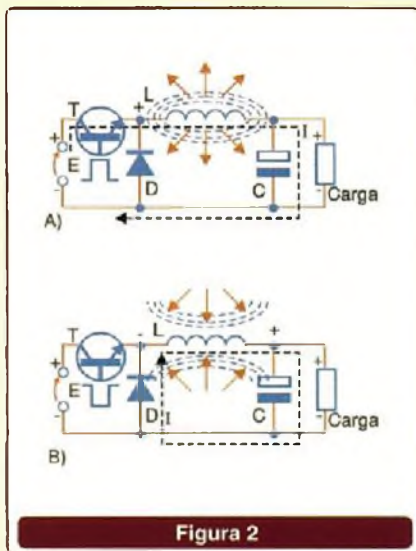 T
+
L
+
E
-
D
C
I
+
-
Carga
A)
T
-
L
+
+
E
-
D
I
C
+
-
Carga
B)
Figura 2